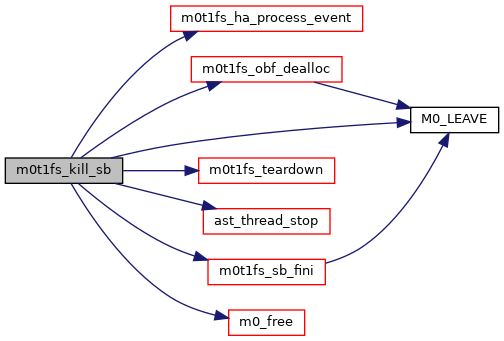 m0t1fs_ha_process_event
m0t1fs_obf_dealloc
M0_LEAVE
m0t1fs_kill_sb
m0t1fs_teardown
ast_thread_stop
m0t1fs_sb_fini
m0_free